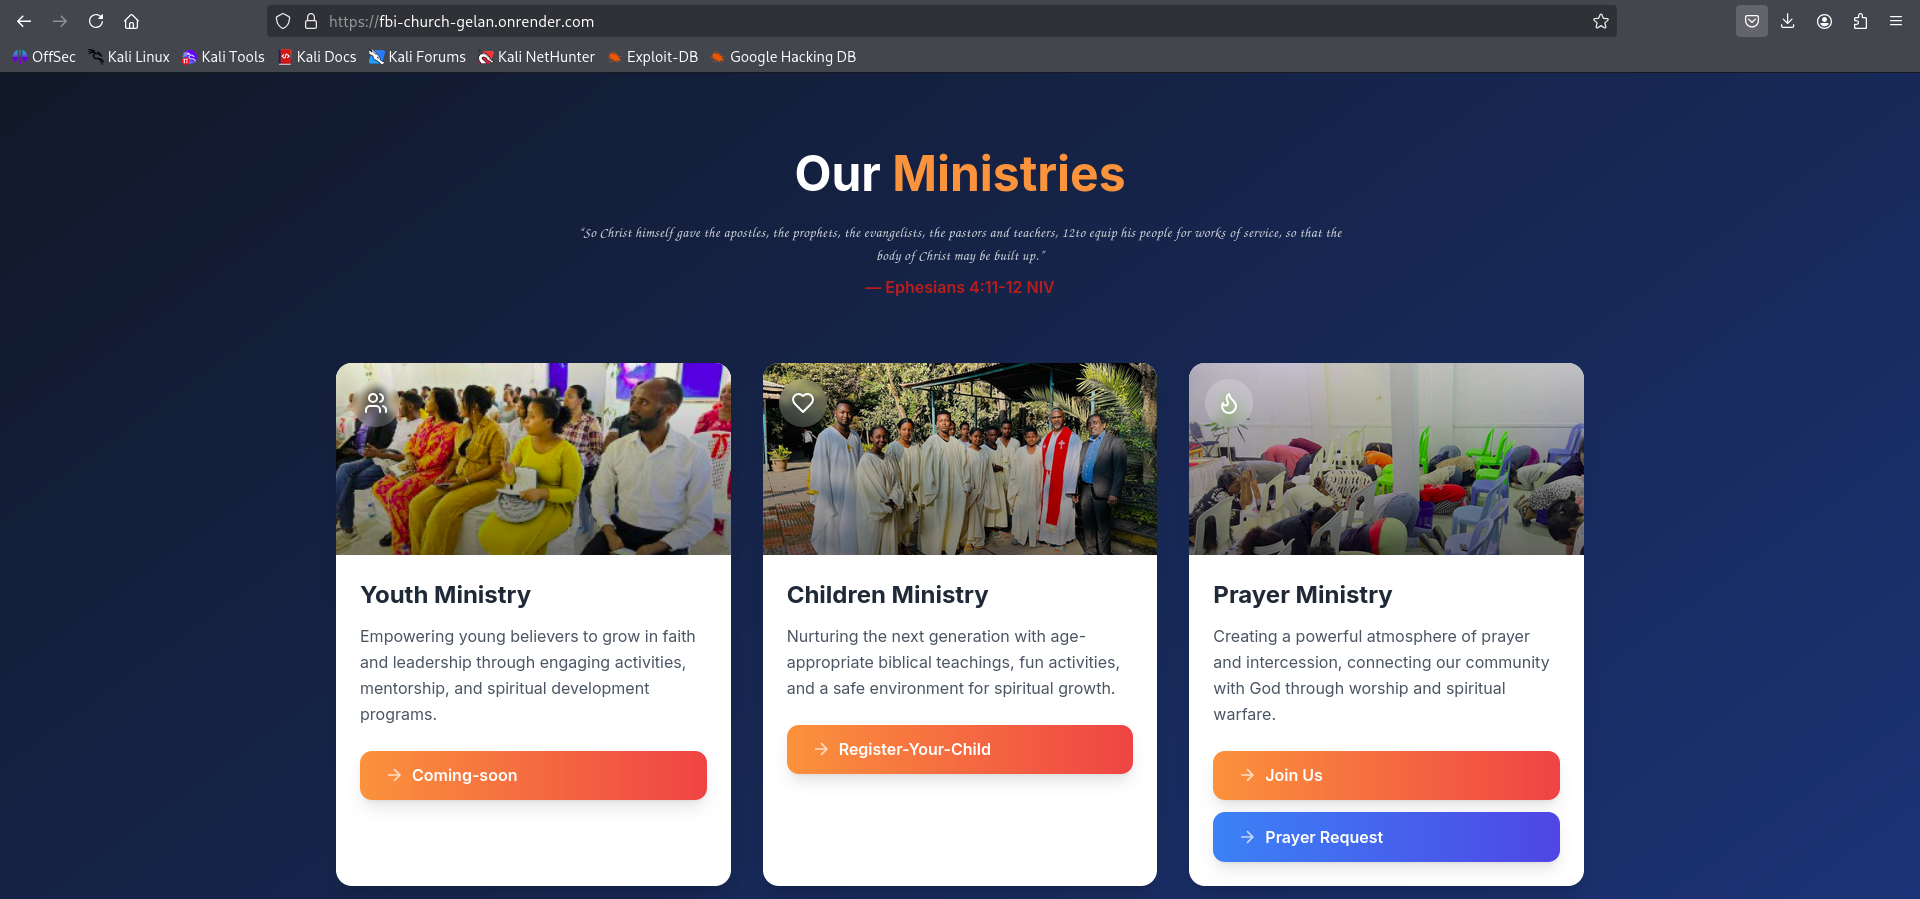 https://fbi-church-gelan.onrender.com
OffSec Kali Linux Kali Tools Kali Docs Kali Forums Kali NetHunter Exploit-DB Google Hacking DB
Our Ministries
“So Christ himself gave the apostles, the prophets, the evangelists, the pastors and teachers, 12to equip his people for works of service, so that the
body of Christ may be built up.”
— Ephesians 4:11-12 NIV
Youth Ministry
Empowering young believers to grow in faith
and leadership through engaging activities,
mentorship, and spiritual development
programs.
Coming-soon
Children Ministry
Nurturing the next generation with age-
appropriate biblical teachings, fun activities,
and a safe environment for spiritual growth.
Register-Your-Child
Prayer Ministry
Creating a powerful atmosphere of prayer
and intercession, connecting our community
with God through worship and spiritual
warfare.
Join Us
Prayer Request